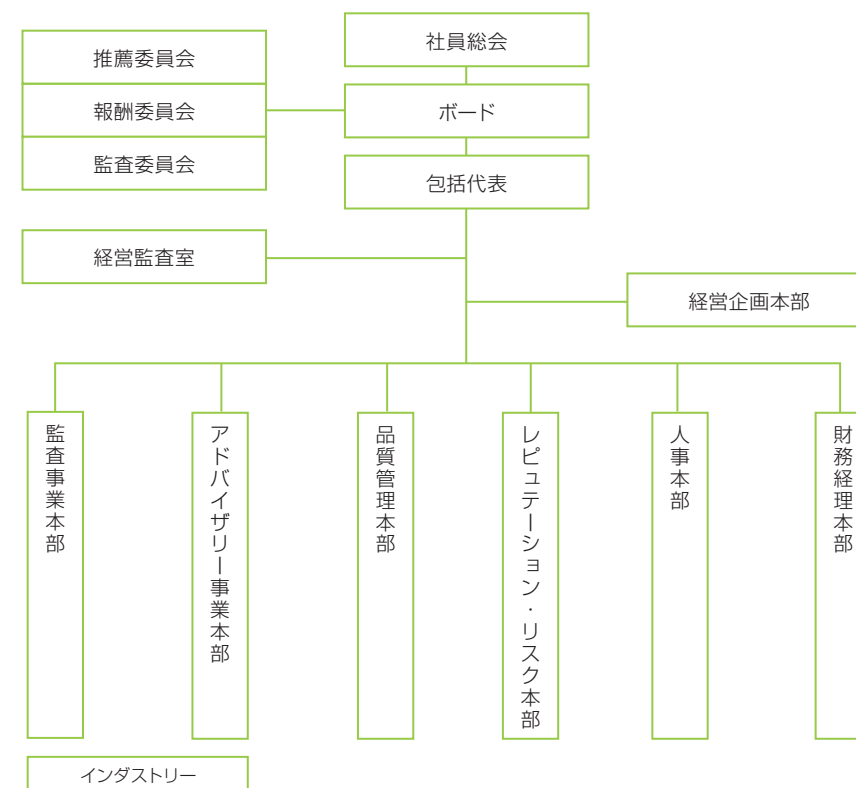 推薦委員会
報酬委員会
監査委員会
社員総会
ボード
包括代表
経営監査室
経営企画本部
監査事業本部
アドバイザリー事業本部
品質管理本部
レピュテーション・リスク本部
人事本部
財務経理本部
インダストリー